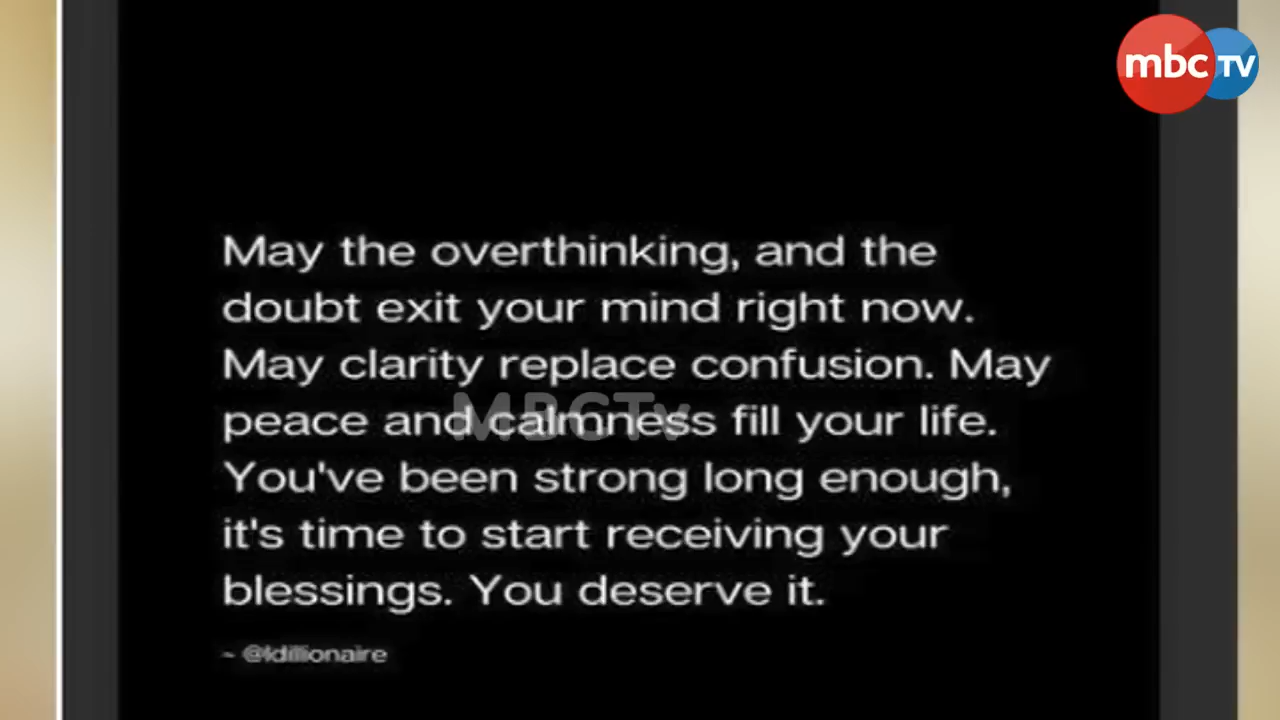 mbc TV
May the overthinking, and the
doubt exit your mind right now.
May clarity replace confusion. May
peace and calmness fill your life.
MBCTv
You've been strong long enough,
it's time to start receiving your
blessings. You deserve it.
~ @Idillionaire